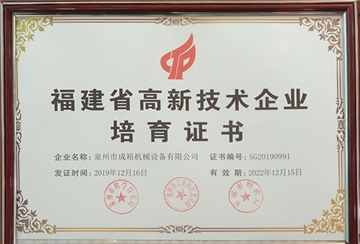 福建省高新技术企业
培育证书
企业名称：泉州市成裕机械设备有限公司 证书编号：SG20190991
发证时间：2019年12月16日 有效期：2022年12月15日